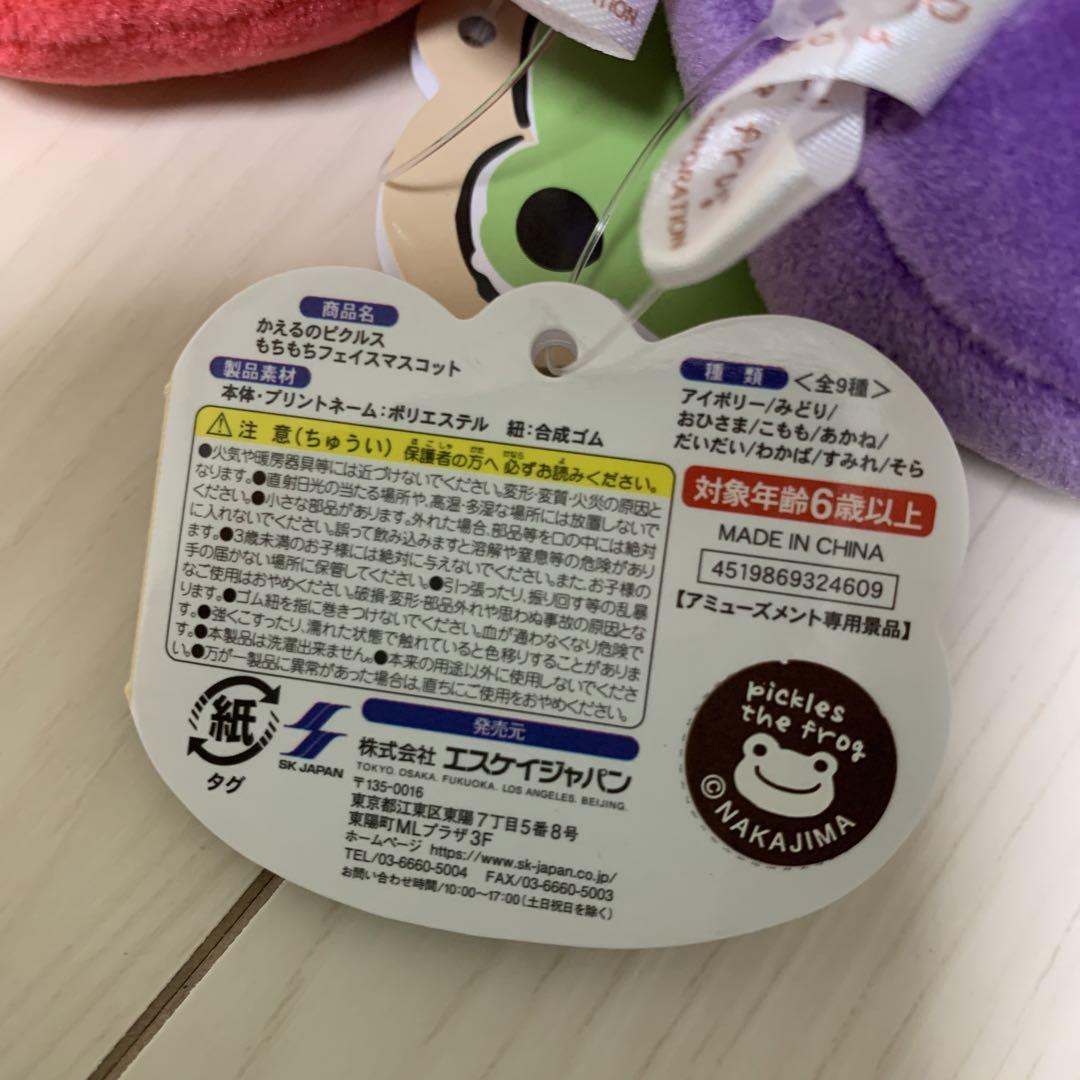 商品名
かえるのピクルス
もちもちフェイスマスコット
製品素材
本体・プリントネーム：ポリエステル 紐：合成ゴム
注 意(ちゅうい) 保護者の方へ 必ずお読みください。
ほごしゃ かた かなら よ
●火気や暖房器具等には近づけないでください。変形・変質・火災の原因と
なります。●直射日光の当たる場所や、高温・多湿な場所には放置しないで
ください。●小さな部品があります。外れた場合、部品等を口の中には絶対
に入れないでください。誤って飲み込みますと溶解や窒息等の危険があり
ます。●3歳未満のお子様には絶対に与えないでください。また、お子様の
手の届かない場所に保管してください。●引っ張ったり、振り回す等の乱暴
なご使用はおやめください。破損・変形・部品外れや思わぬ事故の原因とな
ります。●ゴム紐を指に巻きつけないでください。血が通わなくなり危険で
す。●強くこすったり、濡れた状態で触れていると色移りすることがありま
す。●本製品は洗濯出来ません。●本来の用途以外に使用しないでくださ
い。●万が一製品に異常があった場合は、直ちにご使用をおやめください。
種 類 <全9種>
アイボリー/みどり/
おひさま/こもも/あかね/
だいだい/わかば/すみれ/そら
対象年齢6歳以上
MADE IN CHINA
4519869324609
【アミューズメント専用景品】
pickles
the frog
©NAKAJIMA
紙
タグ
SK JAPAN
発売元
株式会社 エスケイジャパン
TOKYO. OSAKA. FUKUOKA. LOS ANGELES. BEIJING.
〒135-0016
東京都江東区東陽7丁目5番8号
東陽町MLプラザ3F
ホームページ https://www.sk-japan.co.jp/
TEL/03-6660-5004 FAX/03-6660-5003
お問い合わせ時間/10:00〜17:00(土日祝日を除く)